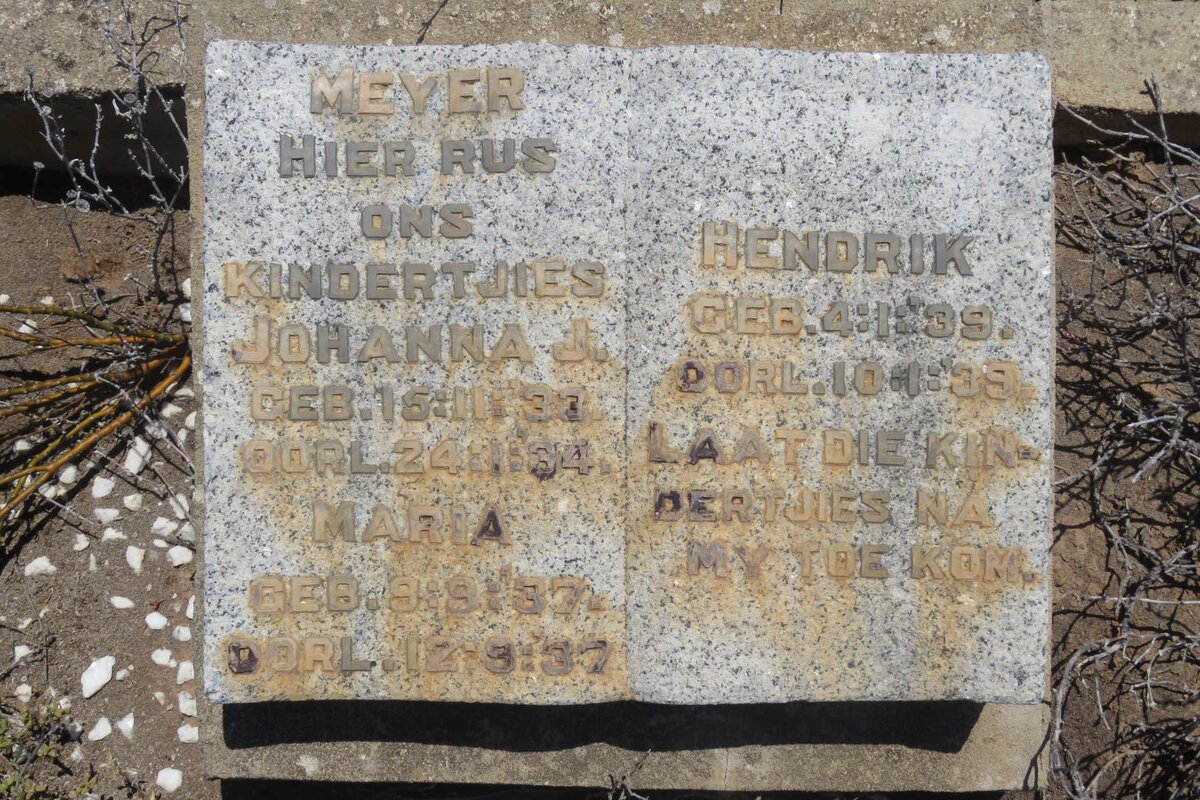 MEYER
HIER RUS
ONS
KINDERTJIES
JOHANNA J.
GEB. 15:11:'33.
OORL. 24:1:'34.
MARIA
GEB. 9:9:'37.
OORL. 12:9:'37
HENDRIK
GEB. 4:1:'39.
OORL. 10:1:'39.
LAAT DIE KIN-
DERTJIES NA
MY TOE KOM.